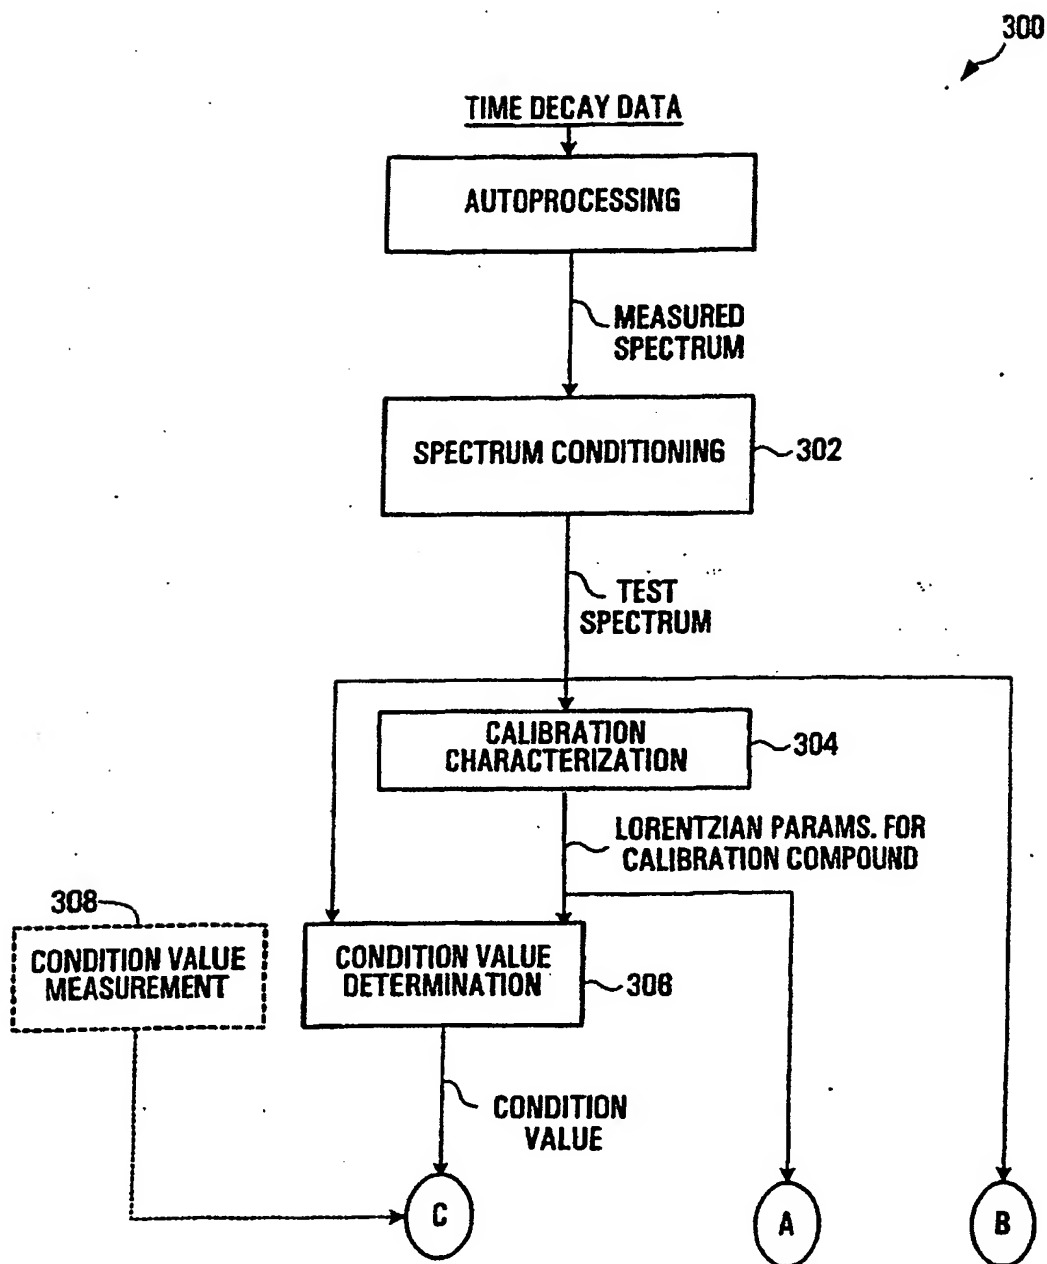 300
TIME DECAY DATA
AUTOPROCESSING
MEASURED
SPECTRUM
SPECTRUM CONDITIONING
302
TEST
SPECTRUM
CALIBRATION
CHARACTERIZATION
304
LORENTZIAN PARAMS. FOR
CALIBRATION COMPOUND
308
CONDITION VALUE
MEASUREMENT
CONDITION VALUE
DETERMINATION
306
CONDITION
VALUE
C
A
B